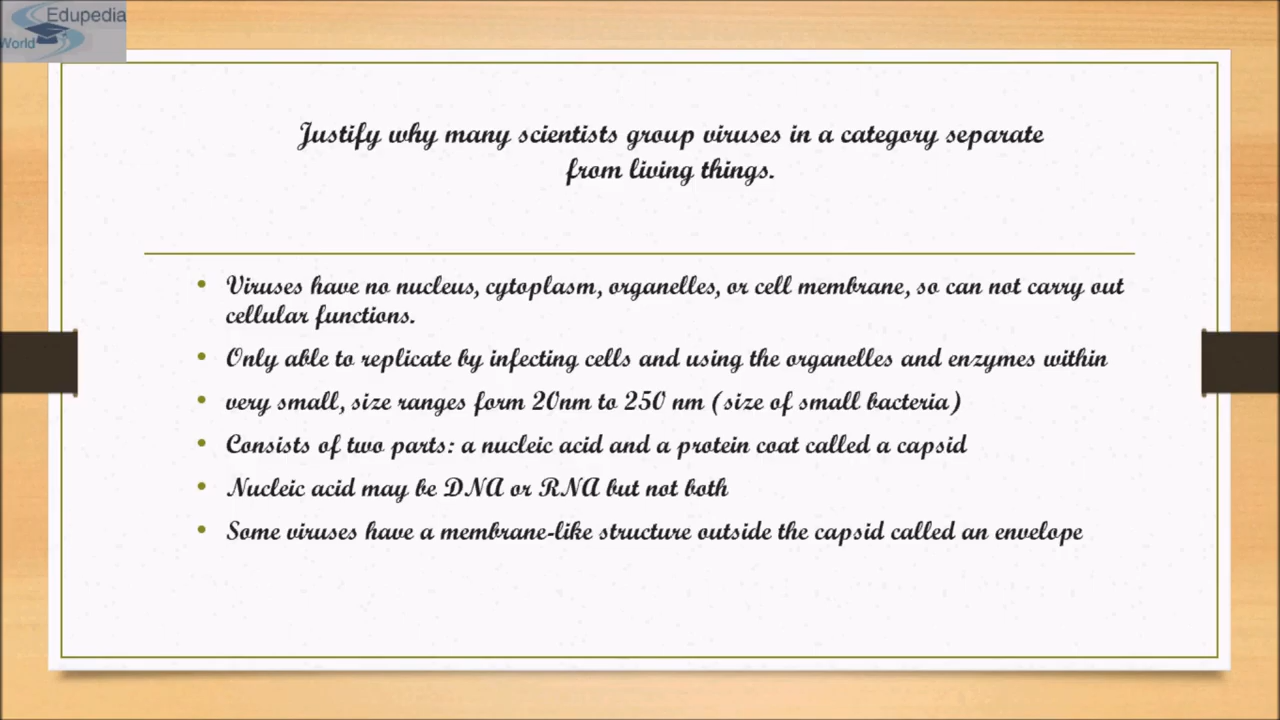 Edupedia
World
Justify why many scientists group viruses in a category separate
from living things.
• Viruses have no nucleus, cytoplasm, organelles, or cell membrane, so can not carry out
cellular functions.
• Only able to replicate by infecting cells and using the organelles and enzymes within
• very small, size ranges form 20nm to 250 nm (size of small bacteria)
• Consists of two parts: a nucleic acid and a protein coat called a capsid
• Nucleic acid may be DNA or RNA but not both
• Some viruses have a membrane-like structure outside the capsid called an envelope